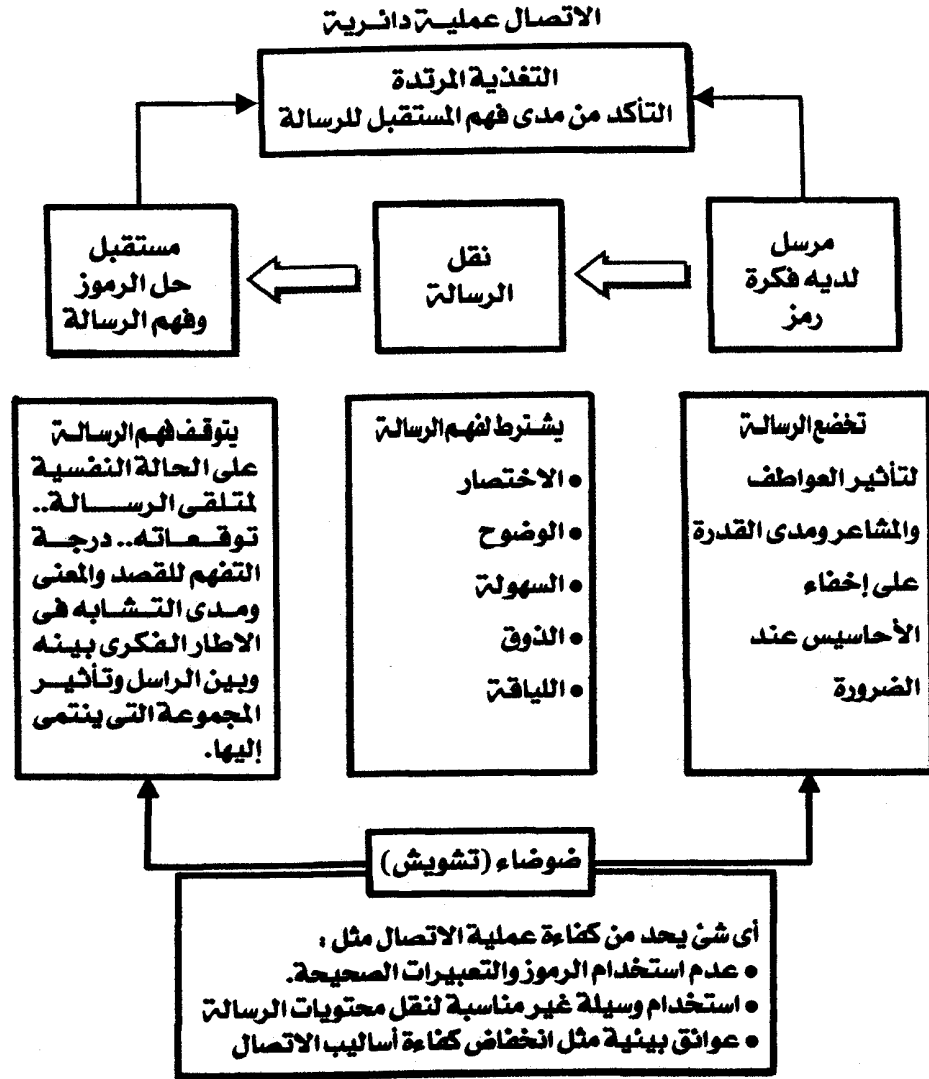 الاتصال عملية دائرية
التغذية المرتدة
التأكد من مدى فهم المستقبل للرسالة
مرسل
لديه فكرة
رمز
نقل
الرسالة
مستقبل
حل الرموز
وفهم الرسالة
تخضع الرسالة
لتأثير العواطف
والمشاعر ومدى القدرة
على إخفاء
الأحاسيس عند
الضرورة
يشترط لفهم الرسالة
• الاختصار
• الوضوح
• السهولة
• الذوق
• اللياقة
يتوقف فهم الرسالة
على الحالة النفسية
لمتلقى الرسالة..
توقعاته.. درجة
التفهم للقصد والمعنى
ومدى التشابه فى
الاطار الفكرى بينه
وبين الراسل وتأثير
المجموعة التى ينتمى
إليها.
ضوضاء (تشويش)
أى شئ يحد من كفاءة عملية الاتصال مثل :
• عدم استخدام الرموز والتعبيرات الصحيحة.
• استخدام وسيلة غير مناسبة لنقل محتويات الرسالة
• عوائق بينية مثل انخفاض كفاءة أساليب الاتصال